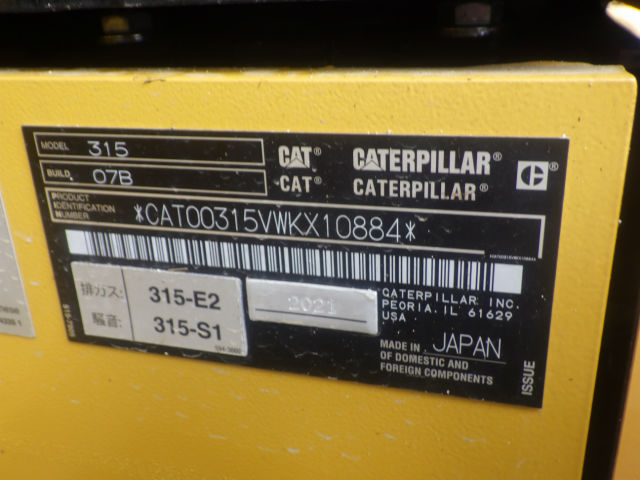 MODEL 315
BUILD. 07B
CAT® CATERPILLAR®
CAT® CATERPILLAR®
PRODUCT
IDENTIFICATION
NUMBER
*CAT00315VWKX10884*
排ガス: 315-E2
騒音: 315-S1
2021
CATERPILLAR INC.
PEORIA. IL 61629
USA
MADE IN JAPAN
OF DOMESTIC AND
FOREIGN COMPONENTS
ISSUE